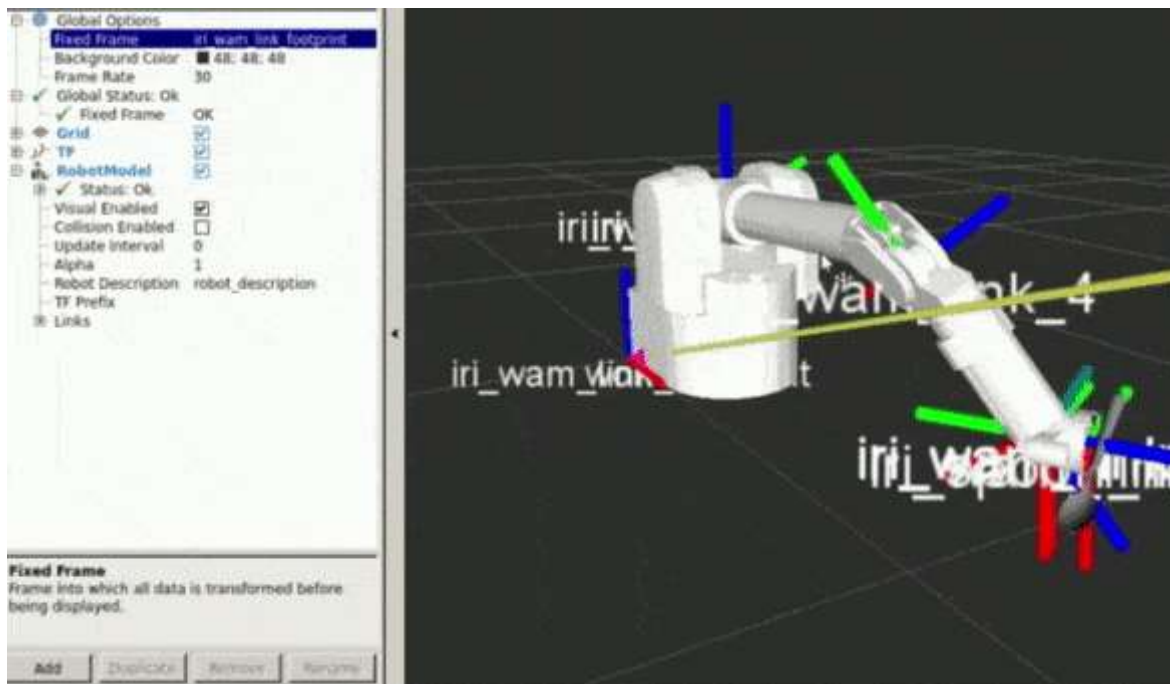 Global Options
Fixed Frame iri_wam_link_footprint
Background Color 48; 48; 48
Frame Rate 30
Global Status: Ok
Fixed Frame OK
Grid
TF
RobotModel
Status: Ok
Visual Enabled
Collision Enabled
Update Interval 0
Alpha 1
Robot Description robot_description
TF Prefix
Links
Fixed Frame
Frame into which all data is transformed before
being displayed.
Add Duplicate Remove Rename
iri_wam